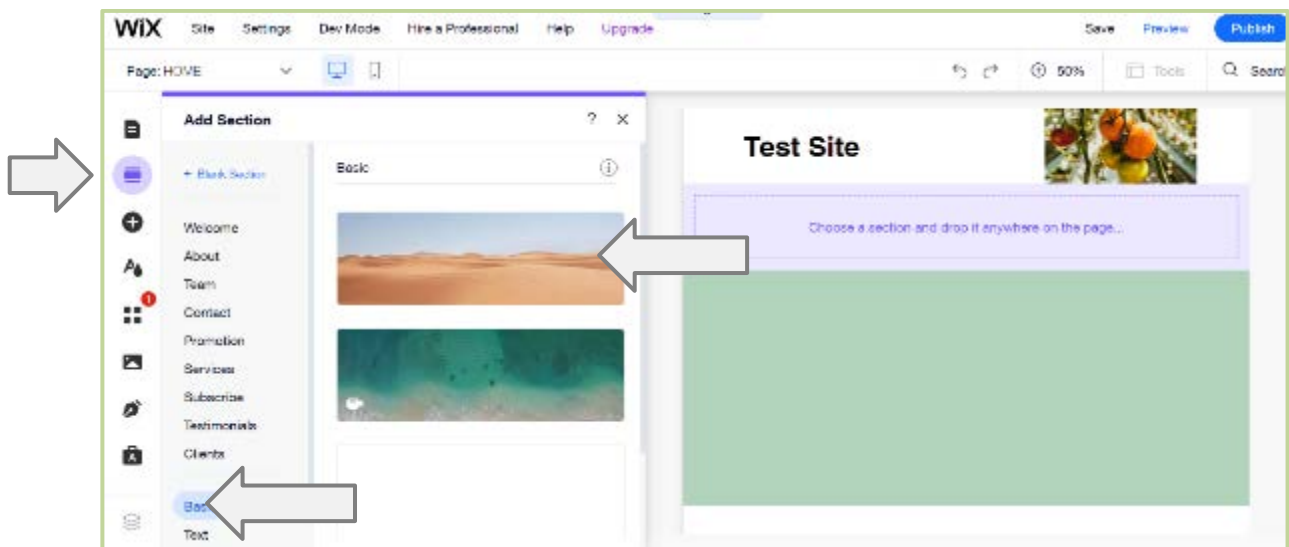 WiX Site Settings Dev Mode Hire a Professional Help Upgrade Save Preview Publish
Page: HOME 50% Tools Searc
Add Section ? ×
Test Site
+ Blank Section
Basic
Welcome
Choose a section and drop it anywhere on the page...
About
Team
1
Contact
Promotion
Services
Subscribe
Testimonials
Clients
Text